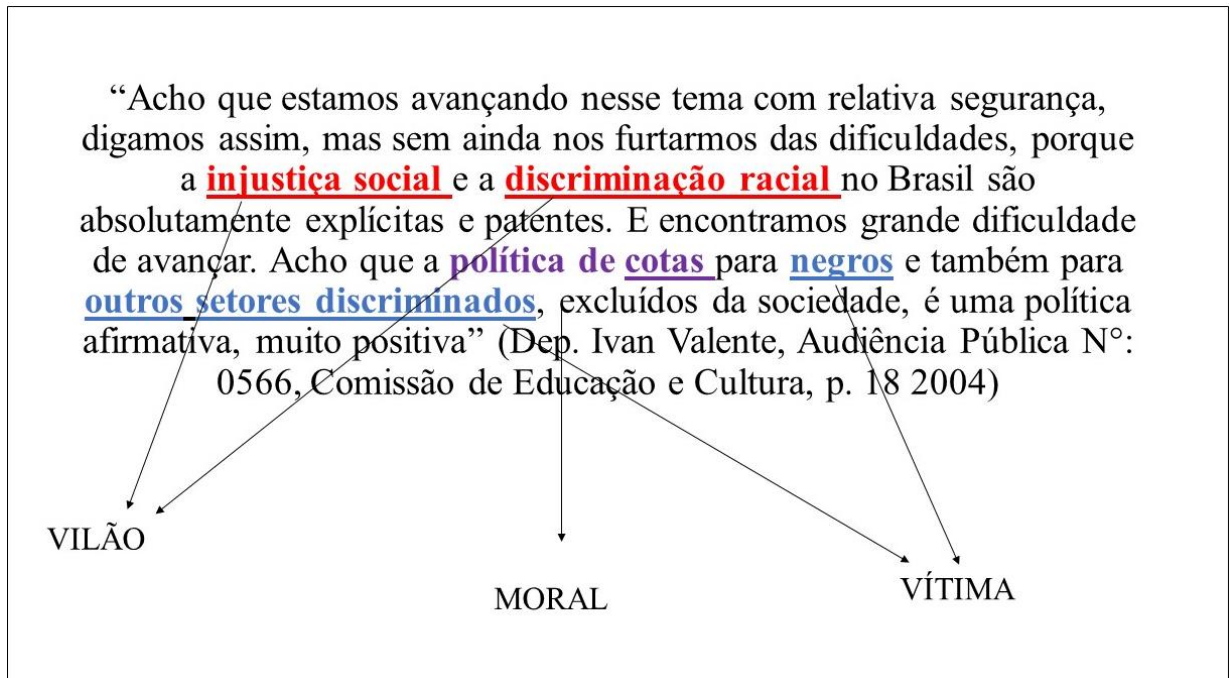 “Acho que estamos avançando nesse tema com relativa segurança,
digamos assim, mas sem ainda nos furtarmos das dificuldades, porque
a injustiça social e a discriminação racial no Brasil são
absolutamente explícitas e patentes. E encontramos grande dificuldade
de avançar. Acho que a política de cotas para negros e também para
outros setores discriminados, excluídos da sociedade, é uma política
afirmativa, muito positiva” (Dep. Ivan Valente, Audiência Pública N°:
0566, Comissão de Educação e Cultura, p. 18 2004)
VILÃO
MORAL
VÍTIMA